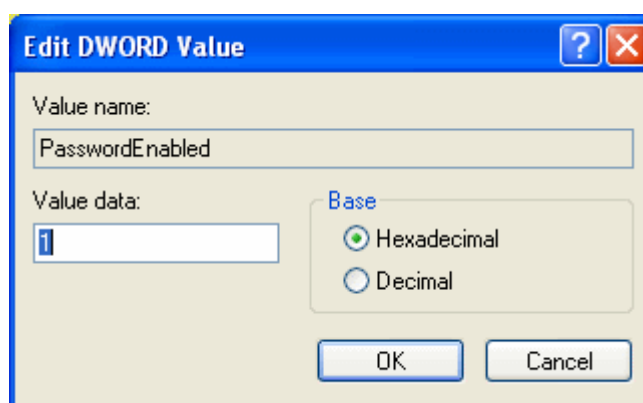 Edit DWORD Value
Value name:
PasswordEnabled
Value data:
Base
1
Hexadecimal
Decimal
OK
Cancel